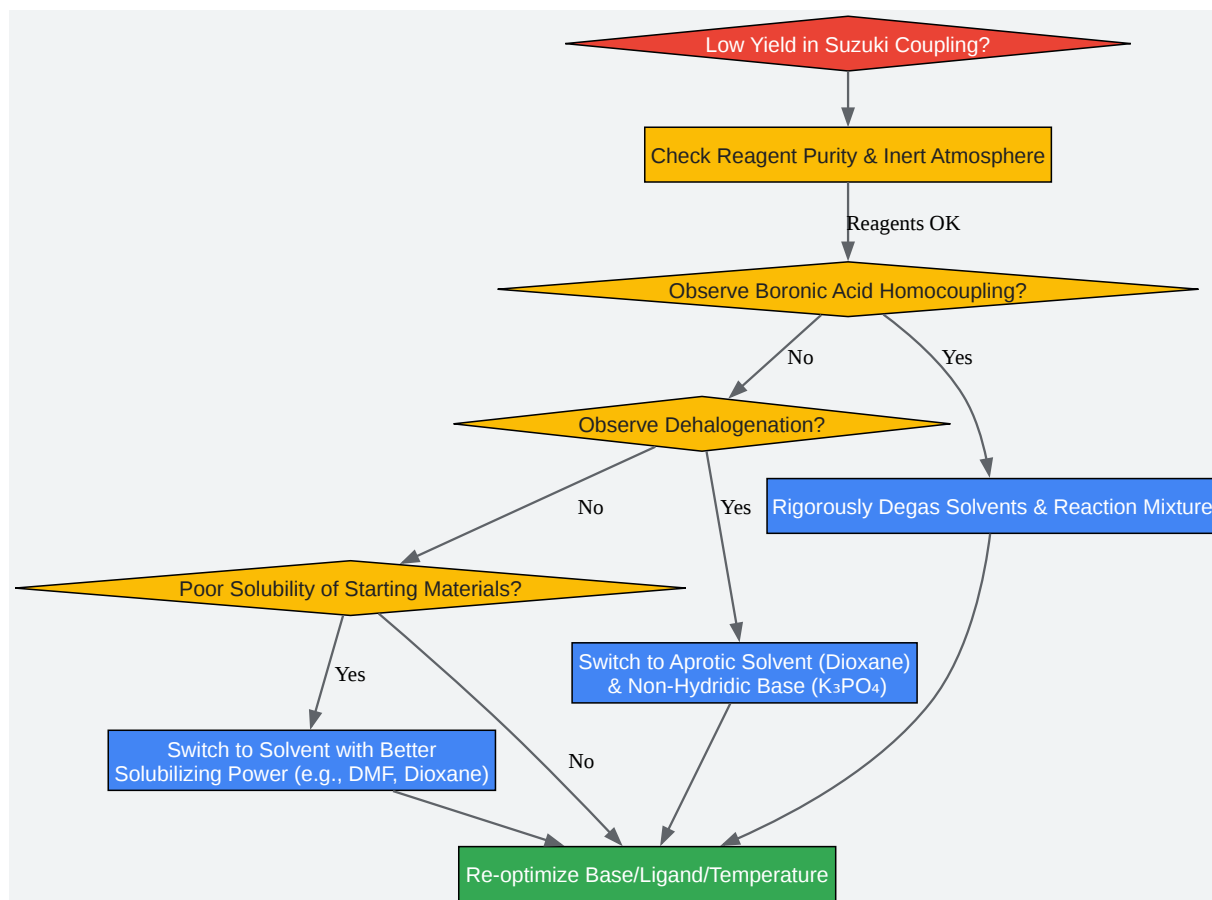 Low Yield in Suzuki Coupling?
Check Reagent Purity & Inert Atmosphere
Reagents OK
Observe Boronic Acid Homocoupling?
No
Yes
Observe Dehalogenation?
No
Yes
Rigorously Degas Solvents & Reaction Mixture
Poor Solubility of Starting Materials?
Switch to Aprotic Solvent (Dioxane)
& Non-Hydridic Base (K₃PO₄)
Yes
Switch to Solvent with Better
Solubilizing Power (e.g., DMF, Dioxane)
No
Re-optimize Base/Ligand/Temperature